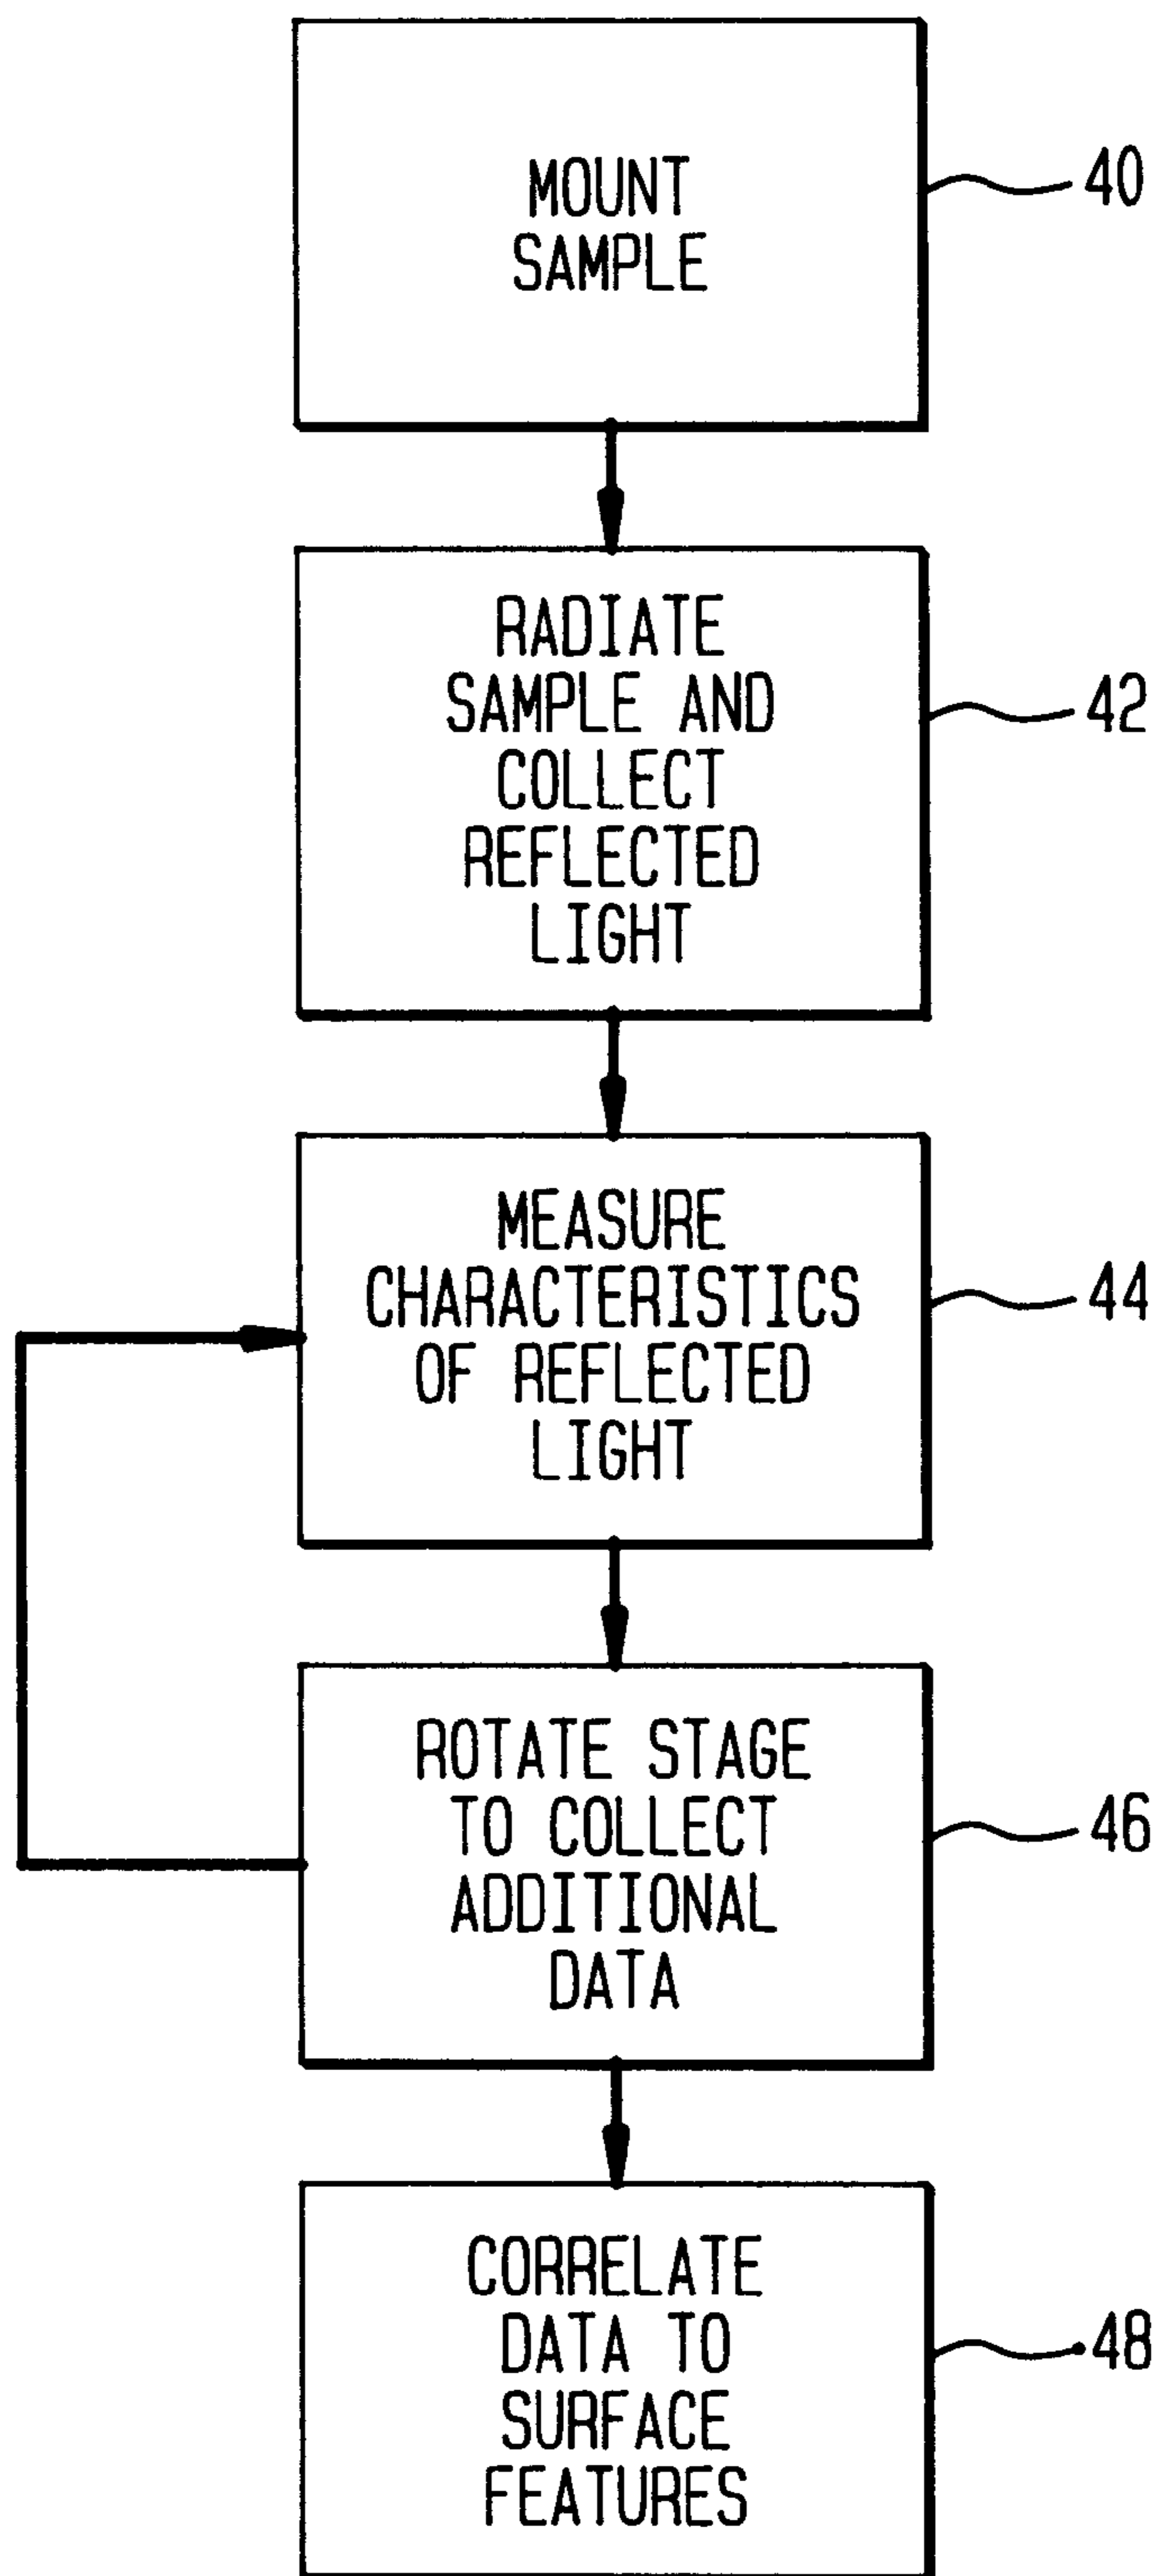 MOUNT
SAMPLE
40
RADIATE
SAMPLE AND
COLLECT
REFLECTED
LIGHT
42
MEASURE
CHARACTERISTICS
OF REFLECTED
LIGHT
44
ROTATE STAGE
TO COLLECT
ADDITIONAL
DATA
46
CORRELATE
DATA TO
SURFACE
FEATURES
48